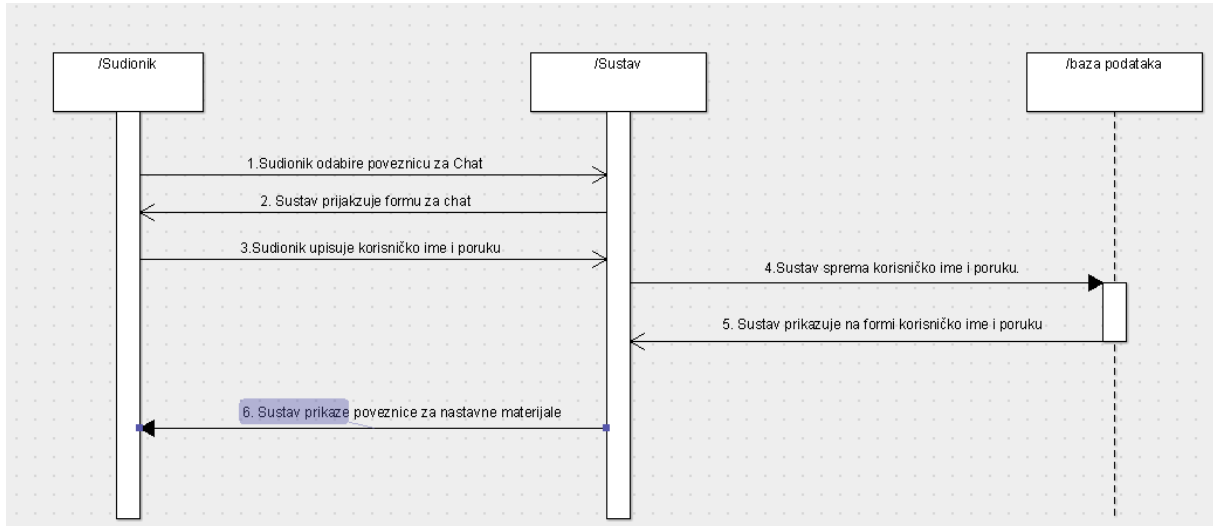 /Sudionik
/Sustav
/baza podataka
1.Sudionik odabire poveznicu za Chat
2. Sustav prijakzuje formu za chat
3.Sudionik upisuje korisničko ime i poruku
4.Sustav sprema korisničko ime i poruku.
5. Sustav prikazuje na formi korisničko ime i poruku
6. Sustav prikaze poveznice za nastavne materijale